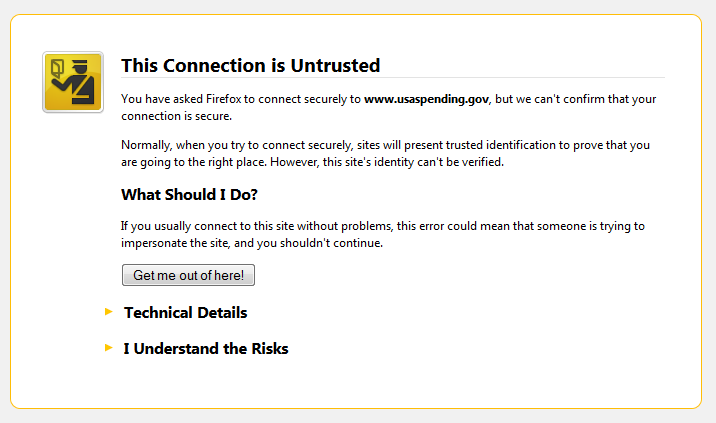 This Connection is Untrusted
You have asked Firefox to connect securely to www.usaspending.gov, but we can't confirm that your
connection is secure.
Normally, when you try to connect securely, sites will present trusted identification to prove that you
are going to the right place. However, this site's identity can't be verified.
What Should I Do?
If you usually connect to this site without problems, this error could mean that someone is trying to
impersonate the site, and you shouldn't continue.
Get me out of here!
Technical Details
I Understand the Risks